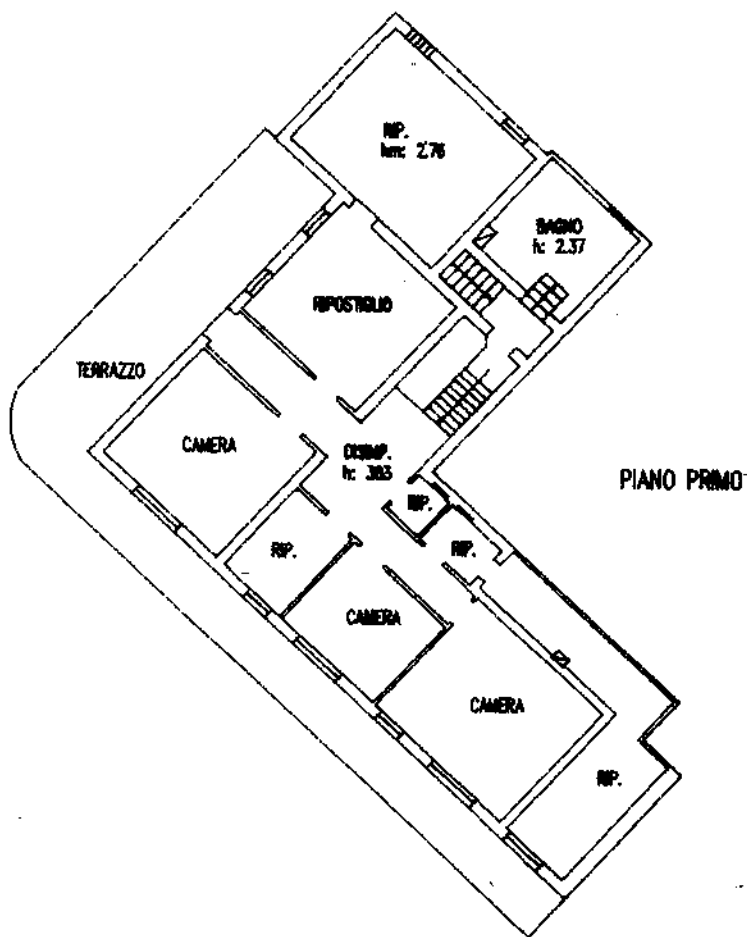 RIP.
hm: 2.76
BAGNO
h: 2.37
RIPOSTIGLIO
TERRAZZO
CAMERA
DISIMP.
h: 3.03
PIANO PRIMO
RIP.
RIP.
RIP.
CAMERA
CAMERA
RIP.